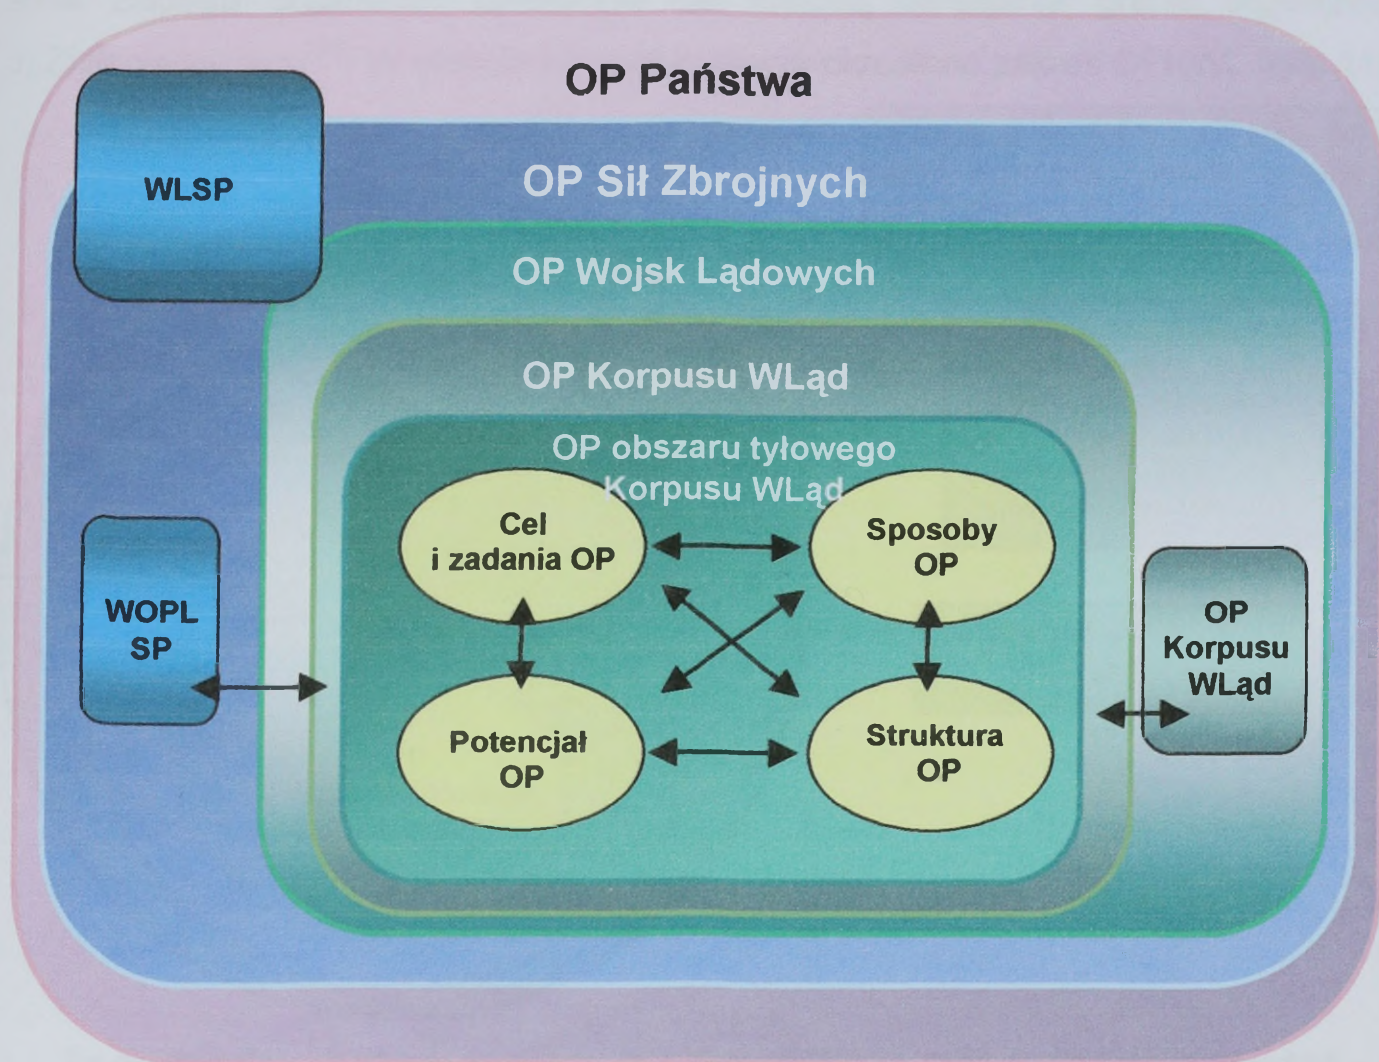 OP Państwa
WLSP
OP Sił Zbrojnych
OP Wojsk Lądowych
OP Korpusu WLąd
OP obszaru tyłowego
Korpusu WLąd
Cel
i zadania OP
Sposoby
OP
WOPL
SP
OP
Korpusu
WLąd
Potencjał
OP
Struktura
OP